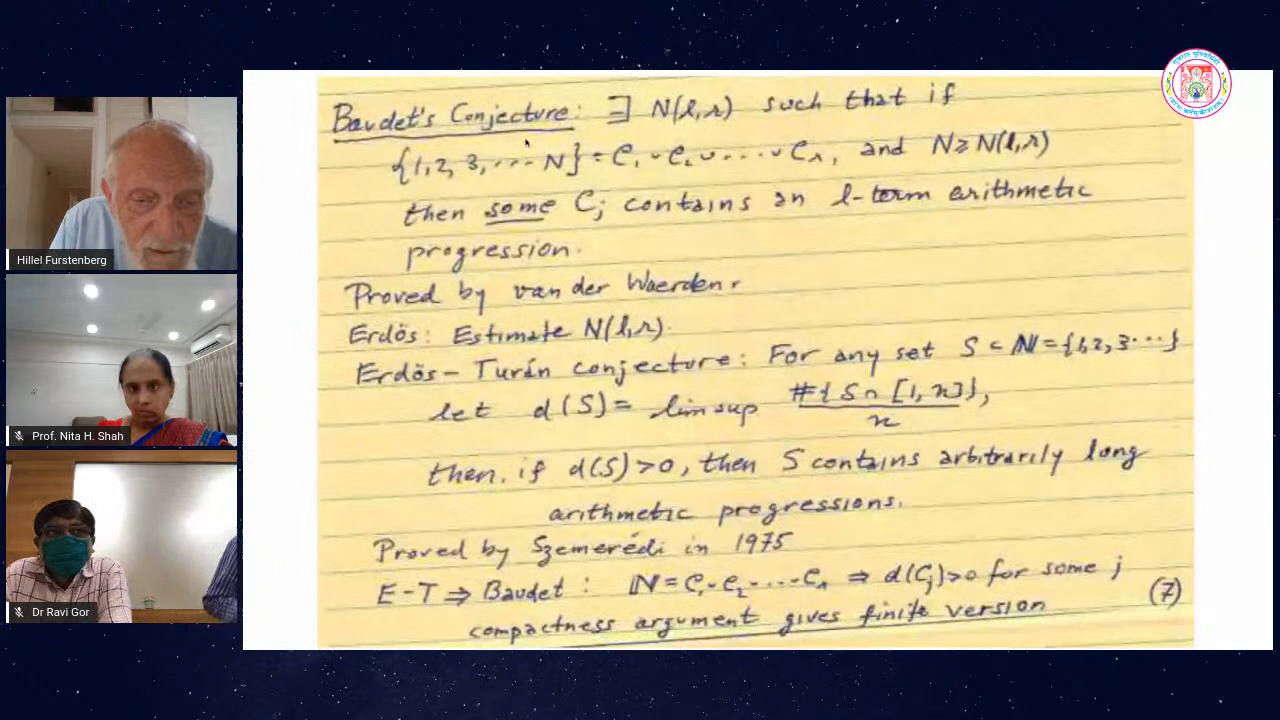 Hillel Furstenberg
Prof. Nita H. Shah
Dr Ravi Gor
Baudet's Conjecture: ∃ N(l,r) such that if
{1,2,3,...N} = C₁ ∪ C₂ ∪ ... ∪ Cᵣ, and N ≥ N(l,r)
then some Cⱼ contains an l-term arithmetic
progression.
Proved by van der Waerden.
Erdös: Estimate N(l,r).
Erdös - Turán conjecture: For any set S ⊂ ℕ = {1,2,3...}
let d(S) = lim sup #{S ∩ [1,n]},
n
then, if d(S) > 0, then S contains arbitrarily long
arithmetic progressions.
Proved by Szemerédi in 1975
E-T ⇒ Baudet: ℕ = C₁ ∪ C₂ ∪ ... Cᵣ ⇒ d(Cⱼ) > 0 for some j
compactness argument gives finite version
(7)